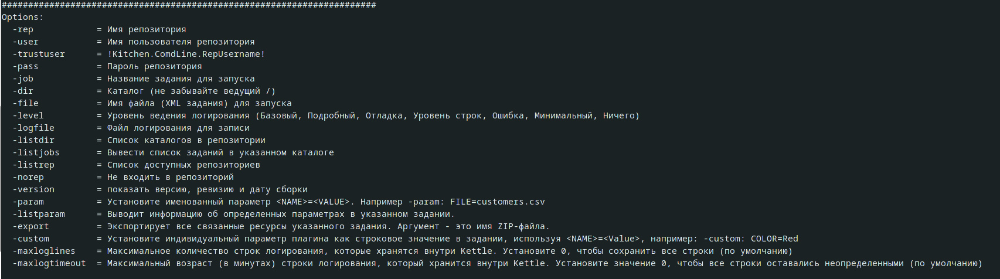 #######################################################################
Options:
  -rep            = Имя репозитория
  -user           = Имя пользователя репозитория
  -trustuser      = !Kitchen.ComdLine.RepUsername!
  -pass           = Пароль репозитория
  -job            = Название задания для запуска
  -dir            = Каталог (не забывайте ведущий /)
  -file           = Имя файла (XML задания) для запуска
  -level          = Уровень ведения логирования (Базовый, Подробный, Отладка, Уровень строк, Ошибка, Минимальный, Ничего)
  -logfile        = Файл логирования для записи
  -listdir        = Список каталогов в репозитории
  -listjobs       = Вывести список заданий в указанном каталоге
  -listrep        = Список доступных репозиториев
  -norep          = Не входить в репозиторий
  -version        = показать версию, ревизию и дату сборки
  -param          = Установите именованный параметр <NAME>=<VALUE>. Например -param: FILE=customers.csv
  -listparam      = Выводит информацию об определенных параметрах в указанном задании.
  -export         = Экспортирует все связанные ресурсы указанного задания. Аргумент - это имя ZIP-файла.
  -custom         = Установите индивидуальный параметр плагина как строковое значение в задании, используя <NAME>=<Value>, например: -custom: COLOR=Red
  -maxloglines    = Максимальное количество строк логирования, которые хранятся внутри Kettle. Установите 0, чтобы сохранить все строки (по умолчанию)
  -maxlogtimeout  = Максимальный возраст (в минутах) строки логирования, который хранится внутри Kettle. Установите значение 0, чтобы все строки оставались неопределенными (по умолчанию)